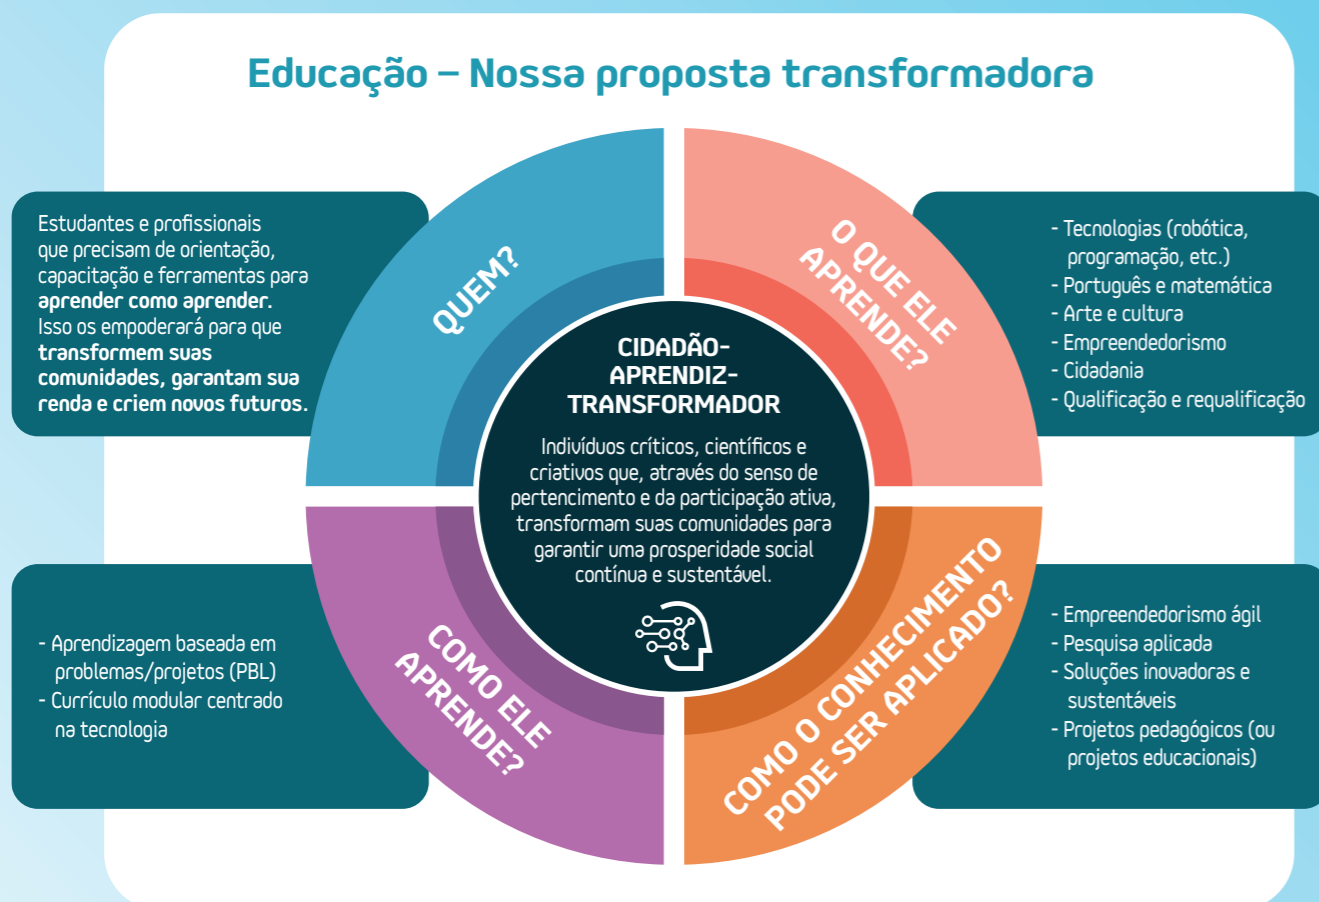 Educação – Nossa proposta transformadora
QUEM?
Estudantes e profissionais
que precisam de orientação,
capacitação e ferramentas para
aprender como aprender.
Isso os empoderará para que
transformem suas
comunidades, garantam sua
renda e criem novos futuros.
O QUE ELE
APRENDE?
- Tecnologias (robótica,
programação, etc.)
- Português e matemática
- Arte e cultura
- Empreendedorismo
- Cidadania
- Qualificação e requalificação
CIDADÃO-
APRENDIZ-
TRANSFORMADOR
Indivíduos críticos, científicos e
criativos que, através do senso de
pertencimento e da participação ativa,
transformam suas comunidades para
garantir uma prosperidade social
contínua e sustentável.
COMO ELE
APRENDE?
- Aprendizagem baseada em
problemas/projetos (PBL)
- Currículo modular centrado
na tecnologia
COMO O CONHECIMENTO
PODE SER APLICADO?
- Empreendedorismo ágil
- Pesquisa aplicada
- Soluções inovadoras e
sustentáveis
- Projetos pedagógicos (ou
projetos educacionais)